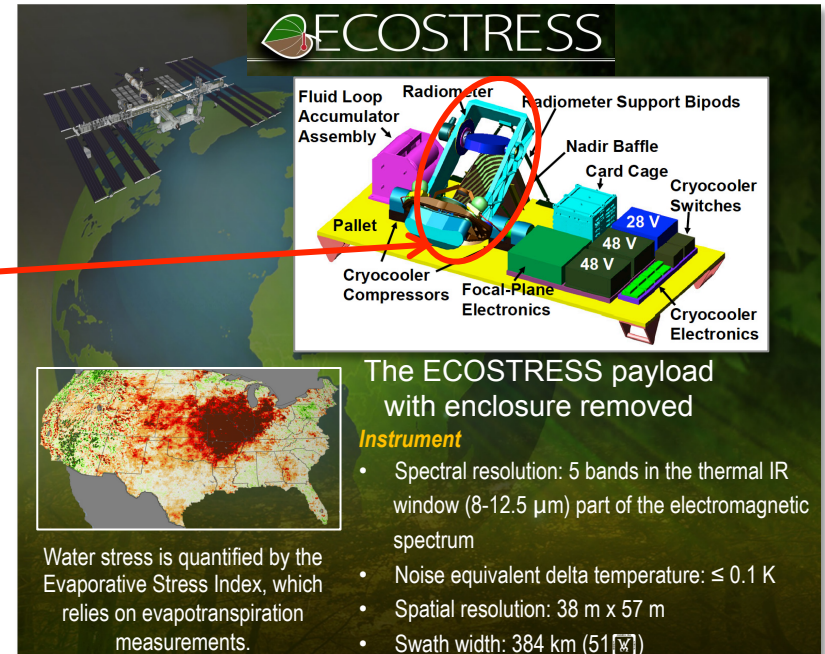 ECOSTRESS
Fluid Loop
Accumulator
Assembly
Radiometer
Radiometer Support Bipods
Nadir Baffle
Card Cage
Cryocooler
Switches
28 V
48 V
48 V
Pallet
Cryocooler
Compressors
Focal-Plane
Electronics
Cryocooler
Electronics
The ECOSTRESS payload
with enclosure removed
Instrument
• Spectral resolution: 5 bands in the thermal IR
window (8-12.5 µm) part of the electromagnetic
spectrum
• Noise equivalent delta temperature: ≤ 0.1 K
• Spatial resolution: 38 m x 57 m
• Swath width: 384 km (51)
Water stress is quantified by the
Evaporative Stress Index, which
relies on evapotranspiration
measurements.